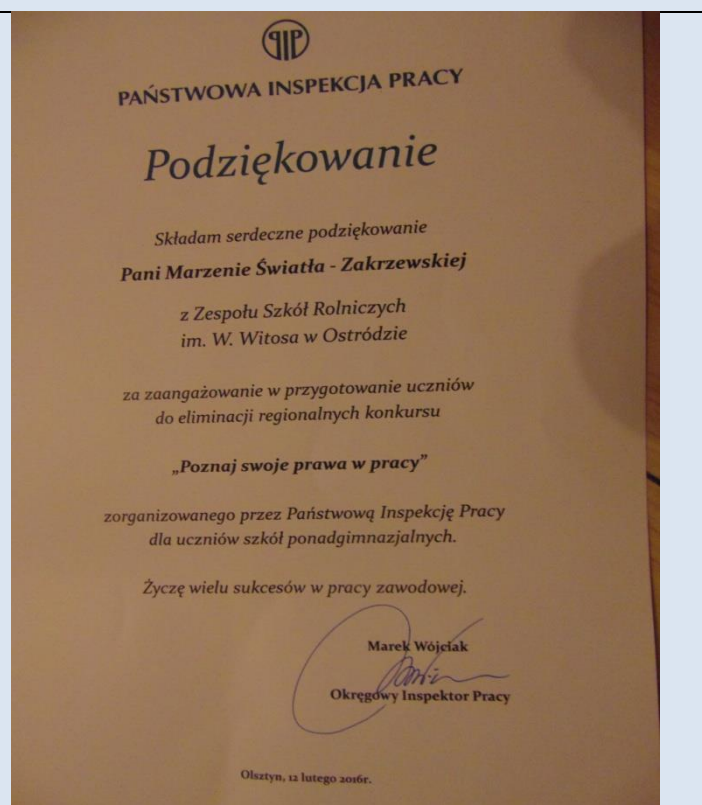 PIP
PAŃSTWOWA INSPEKCJA PRACY
Podziękowanie
Składam serdeczne podziękowanie
Pani Marzenie Światła - Zakrzewskiej
z Zespołu Szkół Rolniczych
im. W. Witosa w Ostródzie
za zaangażowanie w przygotowanie uczniów
do eliminacji regionalnych konkursu
„Poznaj swoje prawa w pracy”
zorganizowanego przez Państwową Inspekcję Pracy
dla uczniów szkół ponadgimnazjalnych.
Życzę wielu sukcesów w pracy zawodowej.
Marek Wójciak
Okręgowy Inspektor Pracy
Olsztyn, 12 lutego 2016r.